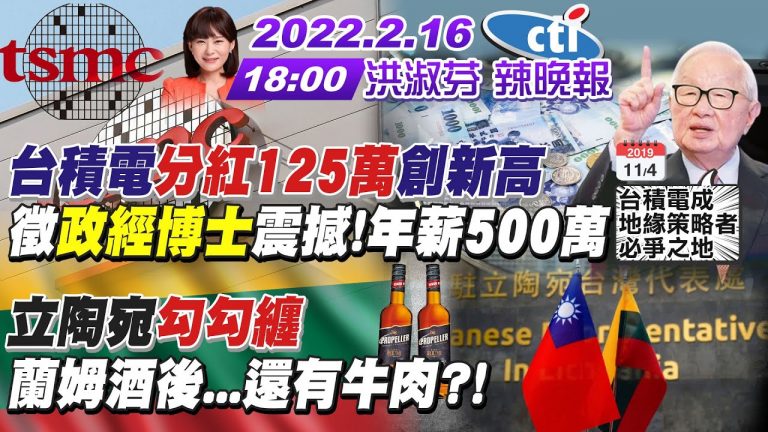 tsmc
2022.2.16
cti
18:00 洪淑芬 辣晚報
2019
11/4
台積電分紅125萬創新高
台積電成
地緣策略者
必爭之地
徵政經博士震撼!年薪500萬
立陶宛勾勾纏
PROPELLER
PROPELLER
駐立陶宛台灣代表處
anese Representative
In Lithuania
蘭姆酒後...還有牛肉?!